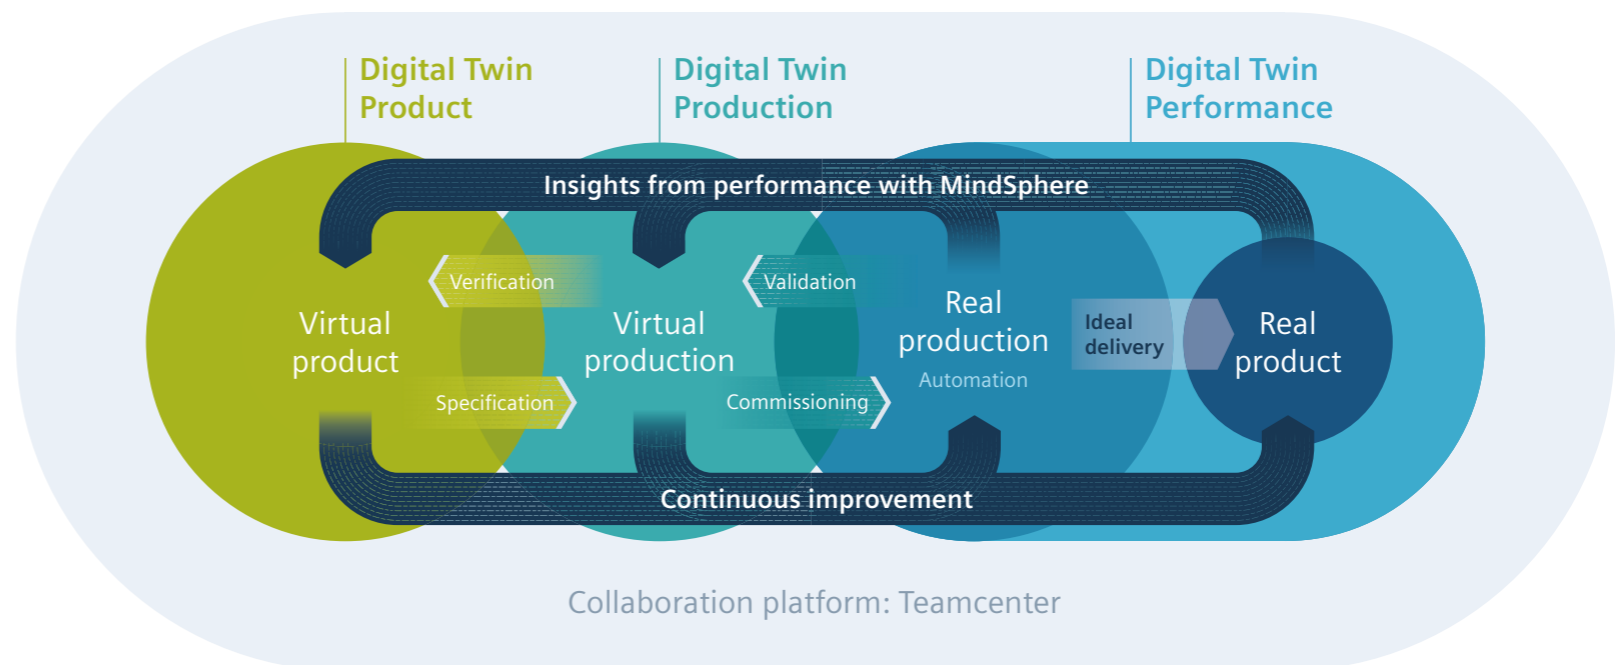 Digital Twin
Product
Digital Twin
Production
Digital Twin
Performance
Insights from performance with MindSphere
Verification
Validation
Virtual
product
Virtual
production
Real
production
Automation
Ideal
delivery
Real
product
Specification
Commissioning
Continuous improvement
Collaboration platform: Teamcenter